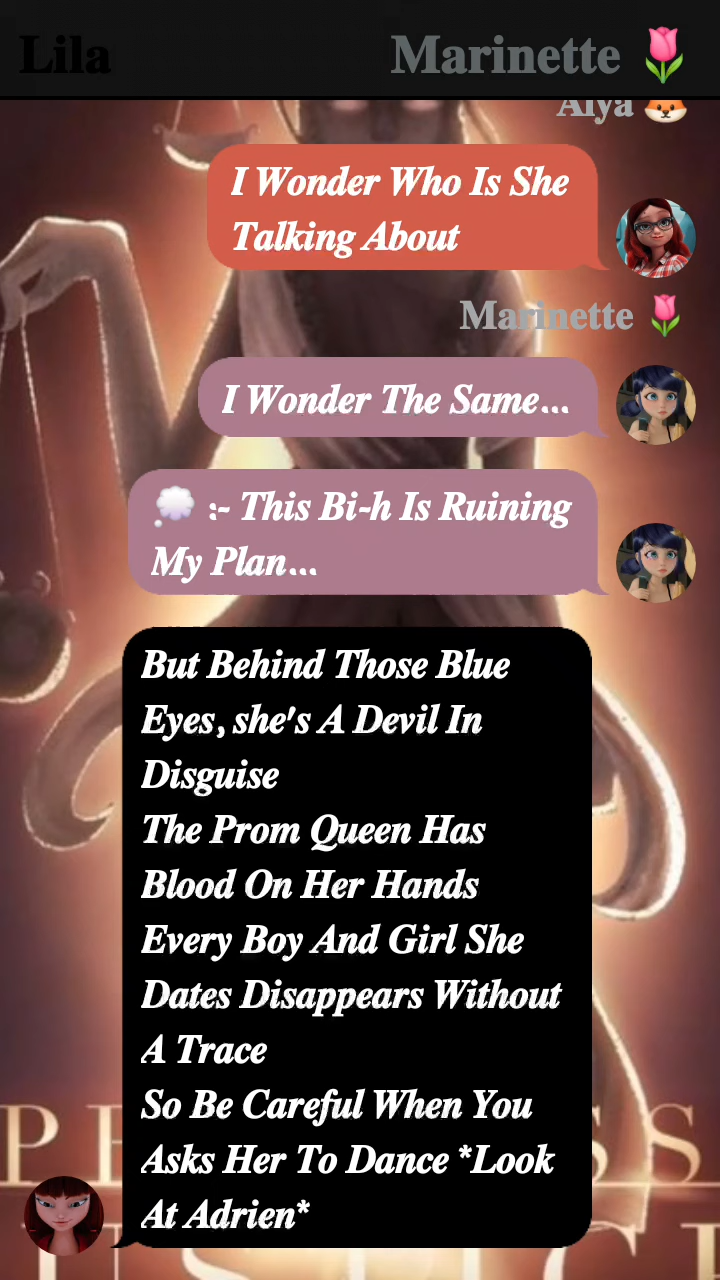 Lila
Marinette 🌷
Alya 🦊
I Wonder Who Is She
Talking About
Marinette 🌷
I Wonder The Same...
💭 :- This Bi-h Is Ruining
My Plan...
But Behind Those Blue
Eyes, she's A Devil In
Disguise
The Prom Queen Has
Blood On Her Hands
Every Boy And Girl She
Dates Disappears Without
A Trace
So Be Careful When You
Asks Her To Dance *Look
At Adrien*